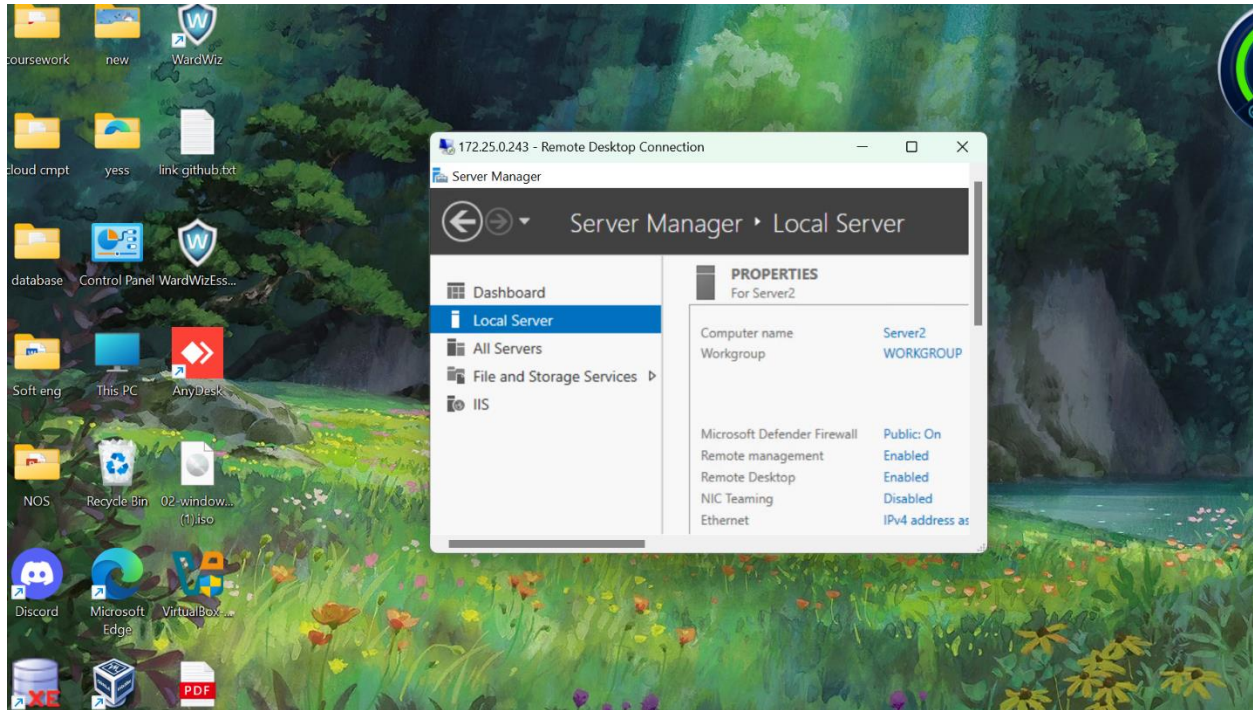 coursework
new
WardWiz
cloud cmpt
yess
link github.txt
database
Control Panel
WardWizEss...
Soft eng
This PC
AnyDesk
NOS
Recycle Bin
02-window...
(1).iso
Discord
Microsoft
Edge
VirtualBox-...
XE
PDF
172.25.0.243 - Remote Desktop Connection
Server Manager
Server Manager ‣ Local Server
Dashboard
Local Server
All Servers
File and Storage Services
IIS
PROPERTIES
For Server2
Computer name Server2
Workgroup WORKGROUP
Microsoft Defender Firewall Public: On
Remote management Enabled
Remote Desktop Enabled
NIC Teaming Disabled
Ethernet IPv4 address as